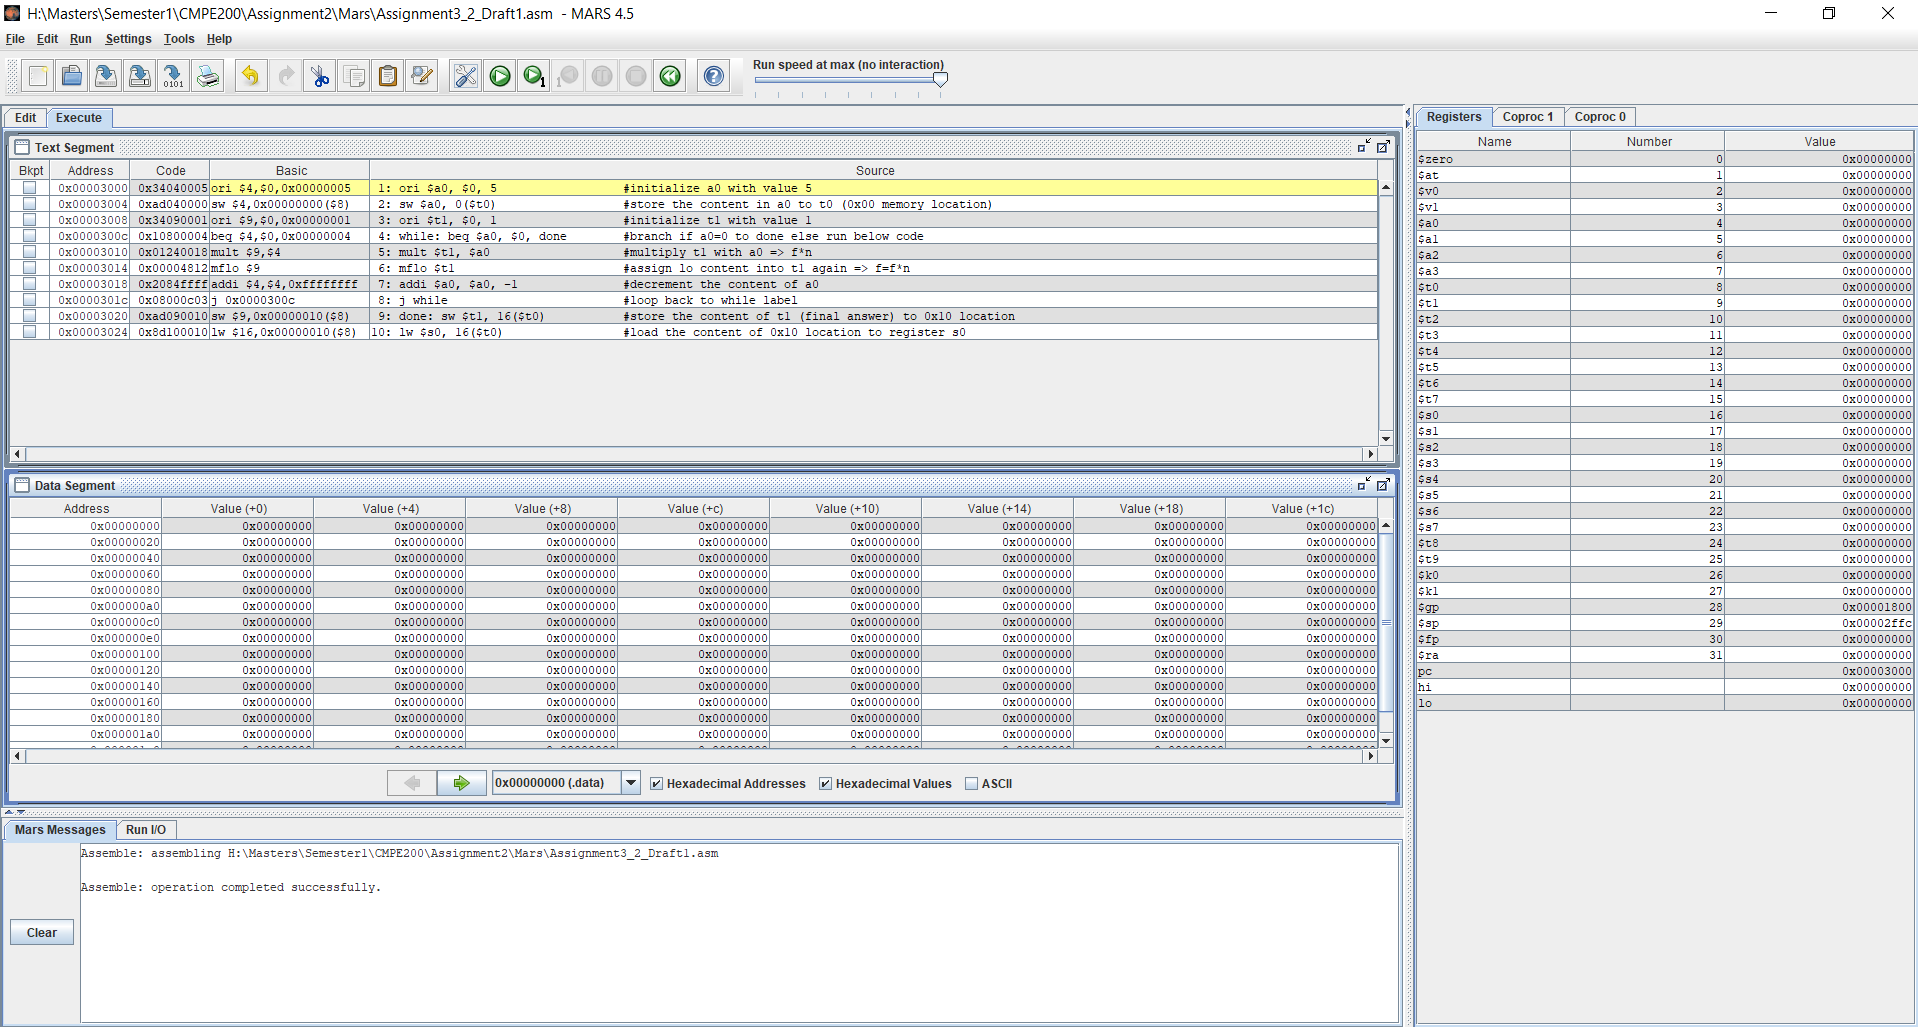 H:\Masters\Semester1\CMPE200\Assignment2\Mars\Assignment3_2_Draft1.asm - MARS 4.5
File Edit Run Settings Tools Help
Run speed at max (no interaction)
Edit Execute
Text Segment
Bkpt Address Code Basic Source
0x00003000 0x34040005 ori $4,$0,0x00000005 1: ori $a0, $0, 5 #initialize a0 with value 5
0x00003004 0xad040000 sw $4,0x00000000($8) 2: sw $a0, 0($t0) #store the content in a0 to t0 (0x00 memory location)
0x00003008 0x34090001 ori $9,$0,0x00000001 3: ori $t1, $0, 1 #initialize t1 with value 1
0x0000300c 0x10800004 beq $4,$0,0x00000004 4: while: beq $a0, $0, done #branch if a0=0 to done else run below code
0x00003010 0x01240018 mult $9,$4 5: mult $t1, $a0 #multiply t1 with a0 => f*n
0x00003014 0x00004812 mflo $9 6: mflo $t1 #assign lo content into t1 again => f=f*n
0x00003018 0x2084ffff addi $4,$4,0xffffffff 7: addi $a0, $a0, -1 #decrement the content of a0
0x0000301c 0x08000c03 j 0x0000300c 8: j while #loop back to while label
0x00003020 0xad090010 sw $9,0x00000010($8) 9: done: sw $t1, 16($t0) #store the content of t1 (final answer) to 0x10 location
0x00003024 0x8d100010 lw $16,0x00000010($8) 10: lw $s0, 16($t0) #load the content of 0x10 location to register s0
Data Segment
Address Value (+0) Value (+4) Value (+8) Value (+c) Value (+10) Value (+14) Value (+18) Value (+1c)
0x00000000 0x00000000 0x00000000 0x00000000 0x00000000 0x00000000 0x00000000 0x00000000 0x00000000
0x00000020 0x00000000 0x00000000 0x00000000 0x00000000 0x00000000 0x00000000 0x00000000 0x00000000
0x00000040 0x00000000 0x00000000 0x00000000 0x00000000 0x00000000 0x00000000 0x00000000 0x00000000
0x00000060 0x00000000 0x00000000 0x00000000 0x00000000 0x00000000 0x00000000 0x00000000 0x00000000
0x00000080 0x00000000 0x00000000 0x00000000 0x00000000 0x00000000 0x00000000 0x00000000 0x00000000
0x000000a0 0x00000000 0x00000000 0x00000000 0x00000000 0x00000000 0x00000000 0x00000000 0x00000000
0x000000c0 0x00000000 0x00000000 0x00000000 0x00000000 0x00000000 0x00000000 0x00000000 0x00000000
0x000000e0 0x00000000 0x00000000 0x00000000 0x00000000 0x00000000 0x00000000 0x00000000 0x00000000
0x00000100 0x00000000 0x00000000 0x00000000 0x00000000 0x00000000 0x00000000 0x00000000 0x00000000
0x00000120 0x00000000 0x00000000 0x00000000 0x00000000 0x00000000 0x00000000 0x00000000 0x00000000
0x00000140 0x00000000 0x00000000 0x00000000 0x00000000 0x00000000 0x00000000 0x00000000 0x00000000
0x00000160 0x00000000 0x00000000 0x00000000 0x00000000 0x00000000 0x00000000 0x00000000 0x00000000
0x00000180 0x00000000 0x00000000 0x00000000 0x00000000 0x00000000 0x00000000 0x00000000 0x00000000
0x000001a0 0x00000000 0x00000000 0x00000000 0x00000000 0x00000000 0x00000000 0x00000000 0x00000000
0x00000000 (.data) Hexadecimal Addresses Hexadecimal Values ASCII
Mars Messages Run I/O
Assemble: assembling H:\Masters\Semester1\CMPE200\Assignment2\Mars\Assignment3_2_Draft1.asm
Assemble: operation completed successfully.
Clear
Registers Coproc 1 Coproc 0
Name Number Value
$zero 0 0x00000000
$at 1 0x00000000
$v0 2 0x00000000
$v1 3 0x00000000
$a0 4 0x00000000
$a1 5 0x00000000
$a2 6 0x00000000
$a3 7 0x00000000
$t0 8 0x00000000
$t1 9 0x00000000
$t2 10 0x00000000
$t3 11 0x00000000
$t4 12 0x00000000
$t5 13 0x00000000
$t6 14 0x00000000
$t7 15 0x00000000
$s0 16 0x00000000
$s1 17 0x00000000
$s2 18 0x00000000
$s3 19 0x00000000
$s4 20 0x00000000
$s5 21 0x00000000
$s6 22 0x00000000
$s7 23 0x00000000
$t8 24 0x00000000
$t9 25 0x00000000
$k0 26 0x00000000
$k1 27 0x00000000
$gp 28 0x00001800
$sp 29 0x00002ffc
$fp 30 0x00000000
$ra 31 0x00000000
pc 0x00003000
hi 0x00000000
lo 0x00000000